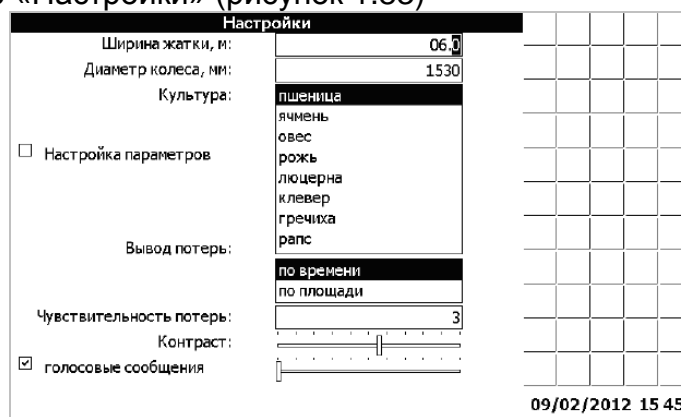 «Настройки» (рисунок 1.
Настройки
Ширина жатки, м: 06.0
Диаметр колеса, мм: 1530
Культура: пшеница
ячмень
овес
☐ Настройка параметров рожь
люцерна
клевер
гречиха
рапс
Вывод потерь:
по времени
по площади
Чувствительность потерь: 3
Контраст:
☑ голосовые сообщения
09/02/2012 15 45